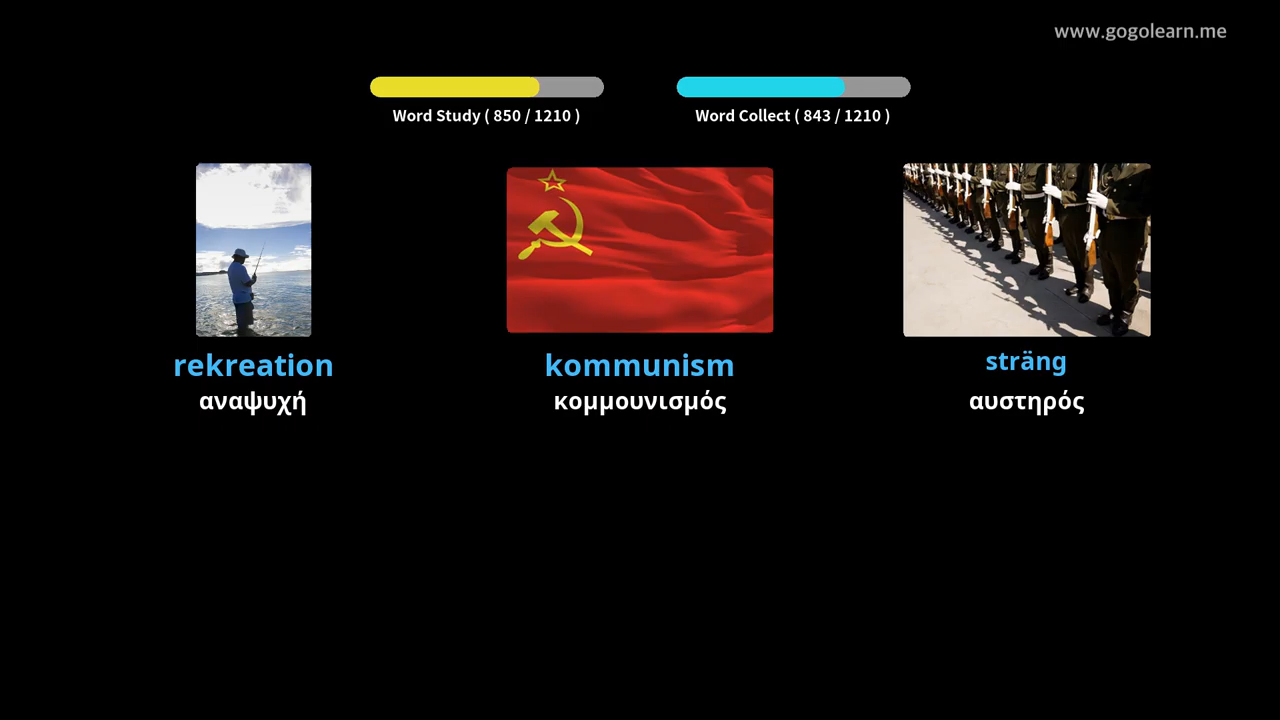 www.gogolearn.me
Word Study ( 850 / 1210 )
Word Collect ( 843 / 1210 )
rekreation
αναψυχή
kommunism
κομμουνισμός
sträng
αυστηρός